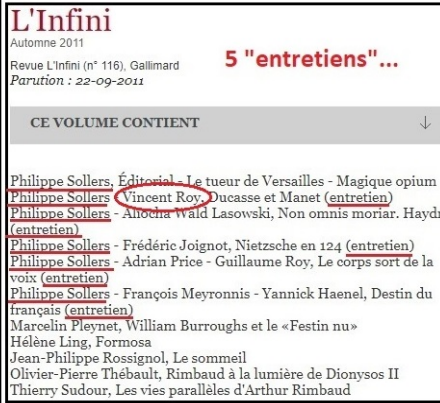 L'Infini
Automne 2011
5 "entretiens"...
Revue L'Infini (n° 116), Gallimard
Parution : 22-09-2011
CE VOLUME CONTIENT
Philippe Sollers, Éditorial - Le tueur de Versailles - Magique opium
Philippe Sollers - Vincent Roy, Ducasse et Manet (entretien)
Philippe Sollers - Aliocha Wald Lasowski, Non omnis moriar. Haydn
(entretien)
Philippe Sollers - Frédéric Joignot, Nietzsche en 124 (entretien)
Philippe Sollers - Adrian Price - Guillaume Roy, Le corps sort de la
voix (entretien)
Philippe Sollers - François Meyronnis - Yannick Haenel, Destin du
français (entretien)
Marcelin Pleynet, William Burroughs et le «Festin nu»
Hélène Ling, Formosa
Jean-Philippe Rossignol, Le sommeil
Olivier-Pierre Thébault, Rimbaud à la lumière de Dionysos II
Thierry Sudour, Les vies parallèles d'Arthur Rimbaud